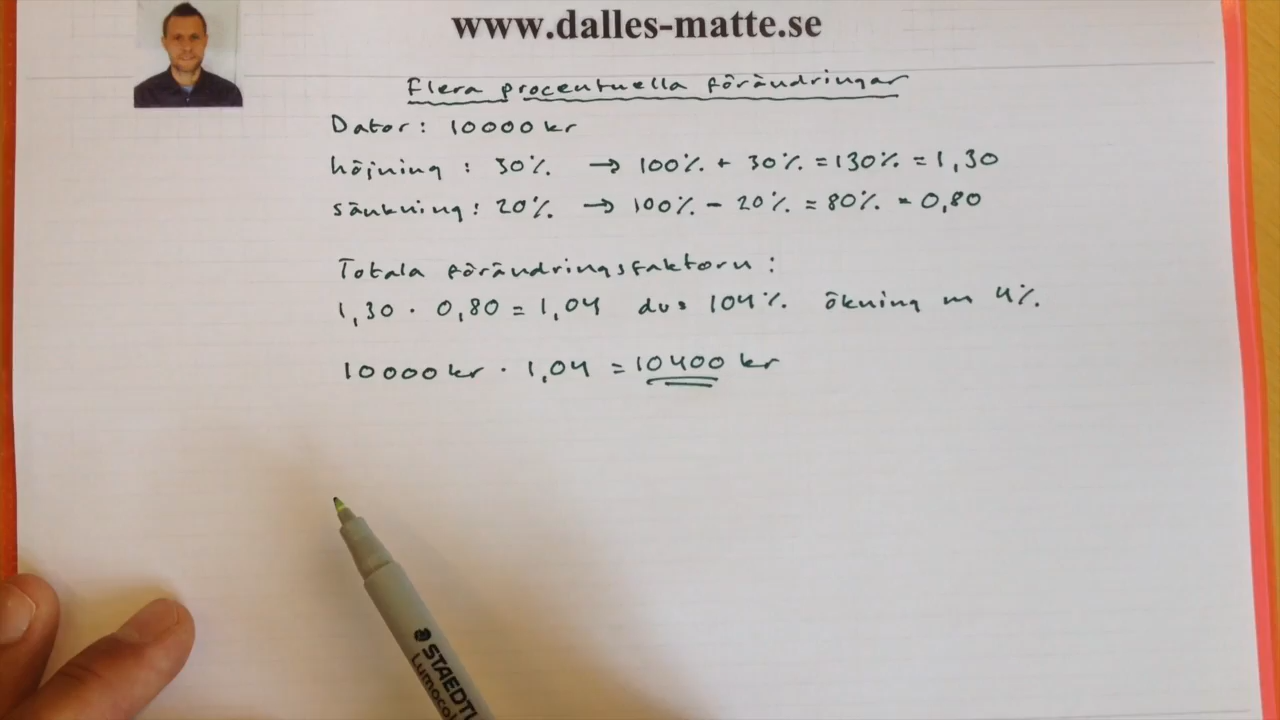 www.dalles-matte.se
Flera procentuella förändringar
Dator: 10000 kr
höjning: 30% → 100% + 30% = 130% = 1,30
sänkning: 20% → 100% - 20% = 80% = 0,80
Totala förändringsfaktorn:
1,30 · 0,80 = 1,04 dvs 104% ökning m 4%.
10000 kr · 1,04 = 10400 kr
STAEDTL
Lumocol